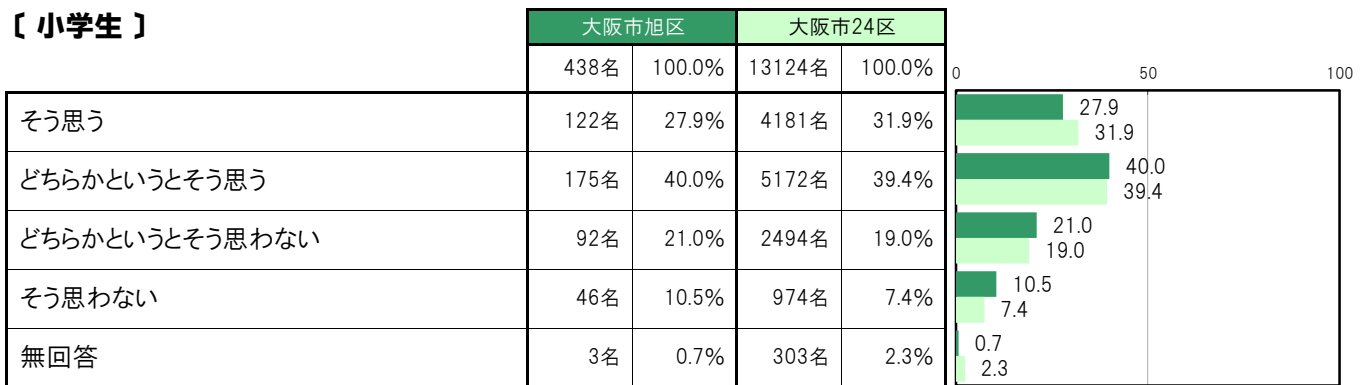 〔 小学生 〕
大阪市旭区 大阪市24区
438名 100.0% 13124名 100.0%
0 50 100
そう思う 122名 27.9% 4181名 31.9%
27.9
31.9
どちらかというとそう思う 175名 40.0% 5172名 39.4%
40.0
39.4
どちらかというとそう思わない 92名 21.0% 2494名 19.0%
21.0
19.0
そう思わない 46名 10.5% 974名 7.4%
10.5
7.4
無回答 3名 0.7% 303名 2.3%
0.7
2.3